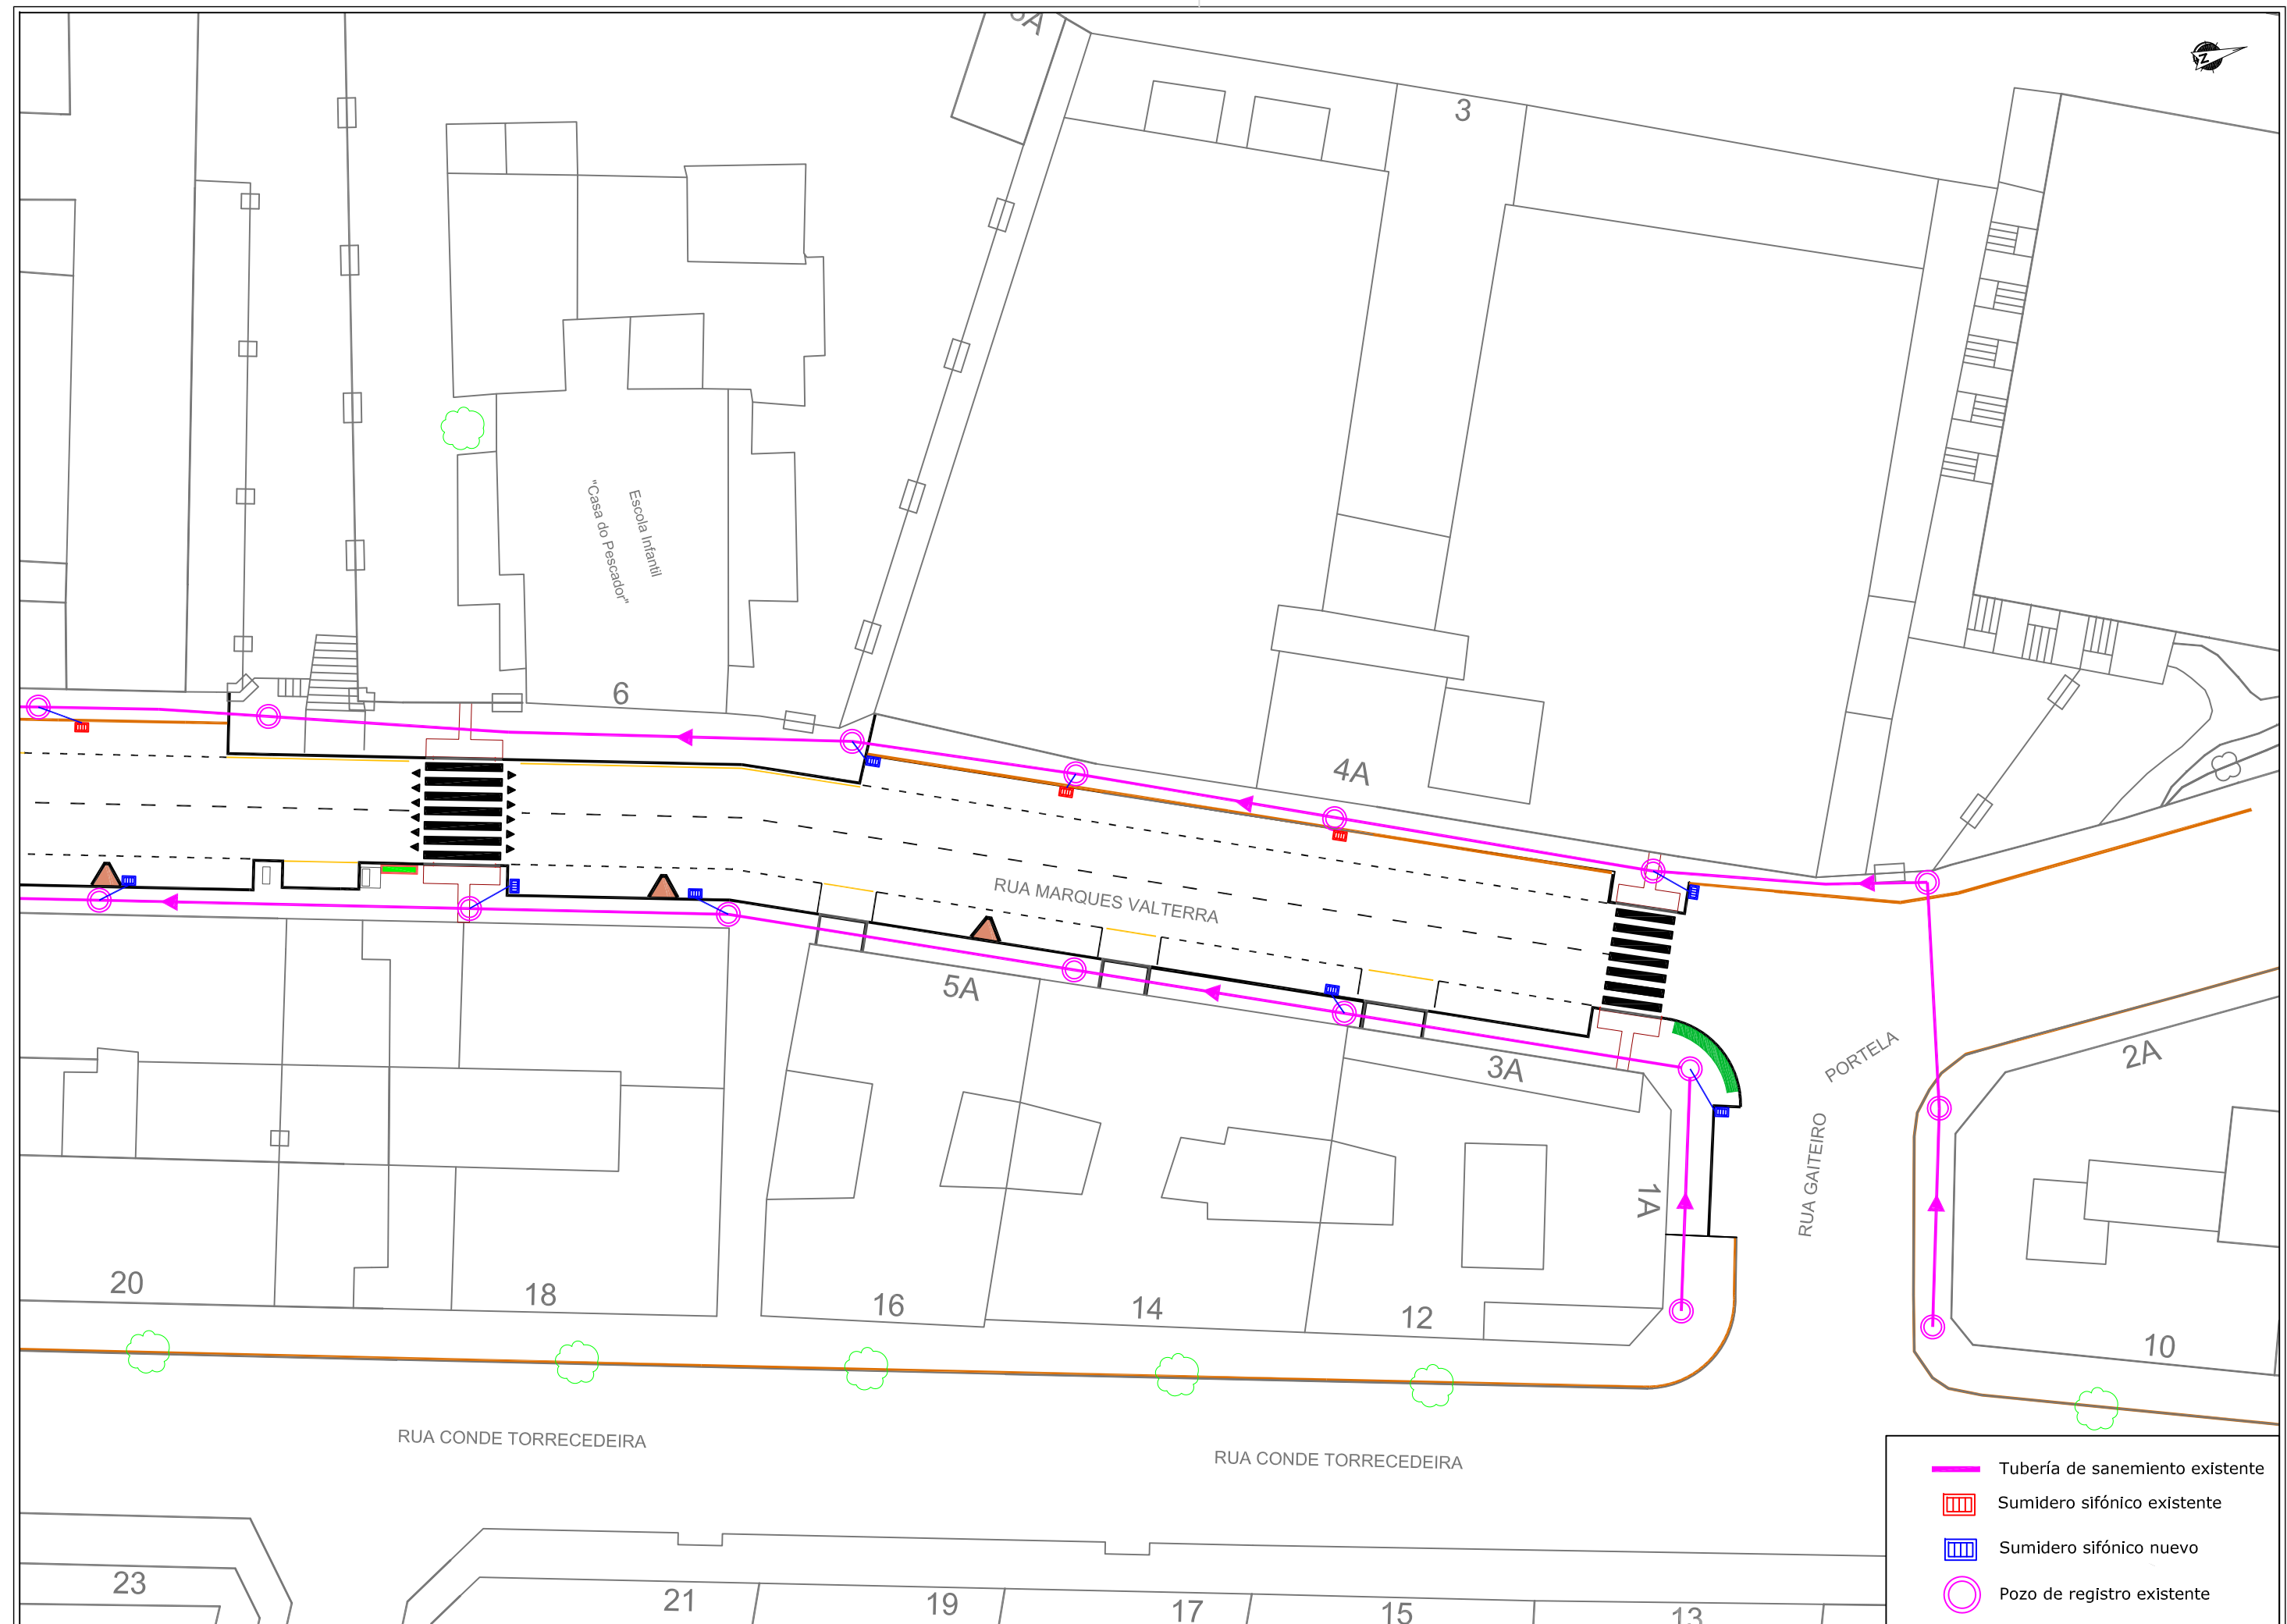 5A
N
3
"Casa do Pescador"
Escola Infantil
6
4A
RUA MARQUES VALTERRA
5A
3A
1A
PORTELA
RUA GAITEIRO
2A
20
18
16
14
12
10
RUA CONDE TORRECEDEIRA
RUA CONDE TORRECEDEIRA
Tubería de sanemiento existente
Sumidero sifónico existente
Sumidero sifónico nuevo
Pozo de registro existente
23
21
19
17
15
13